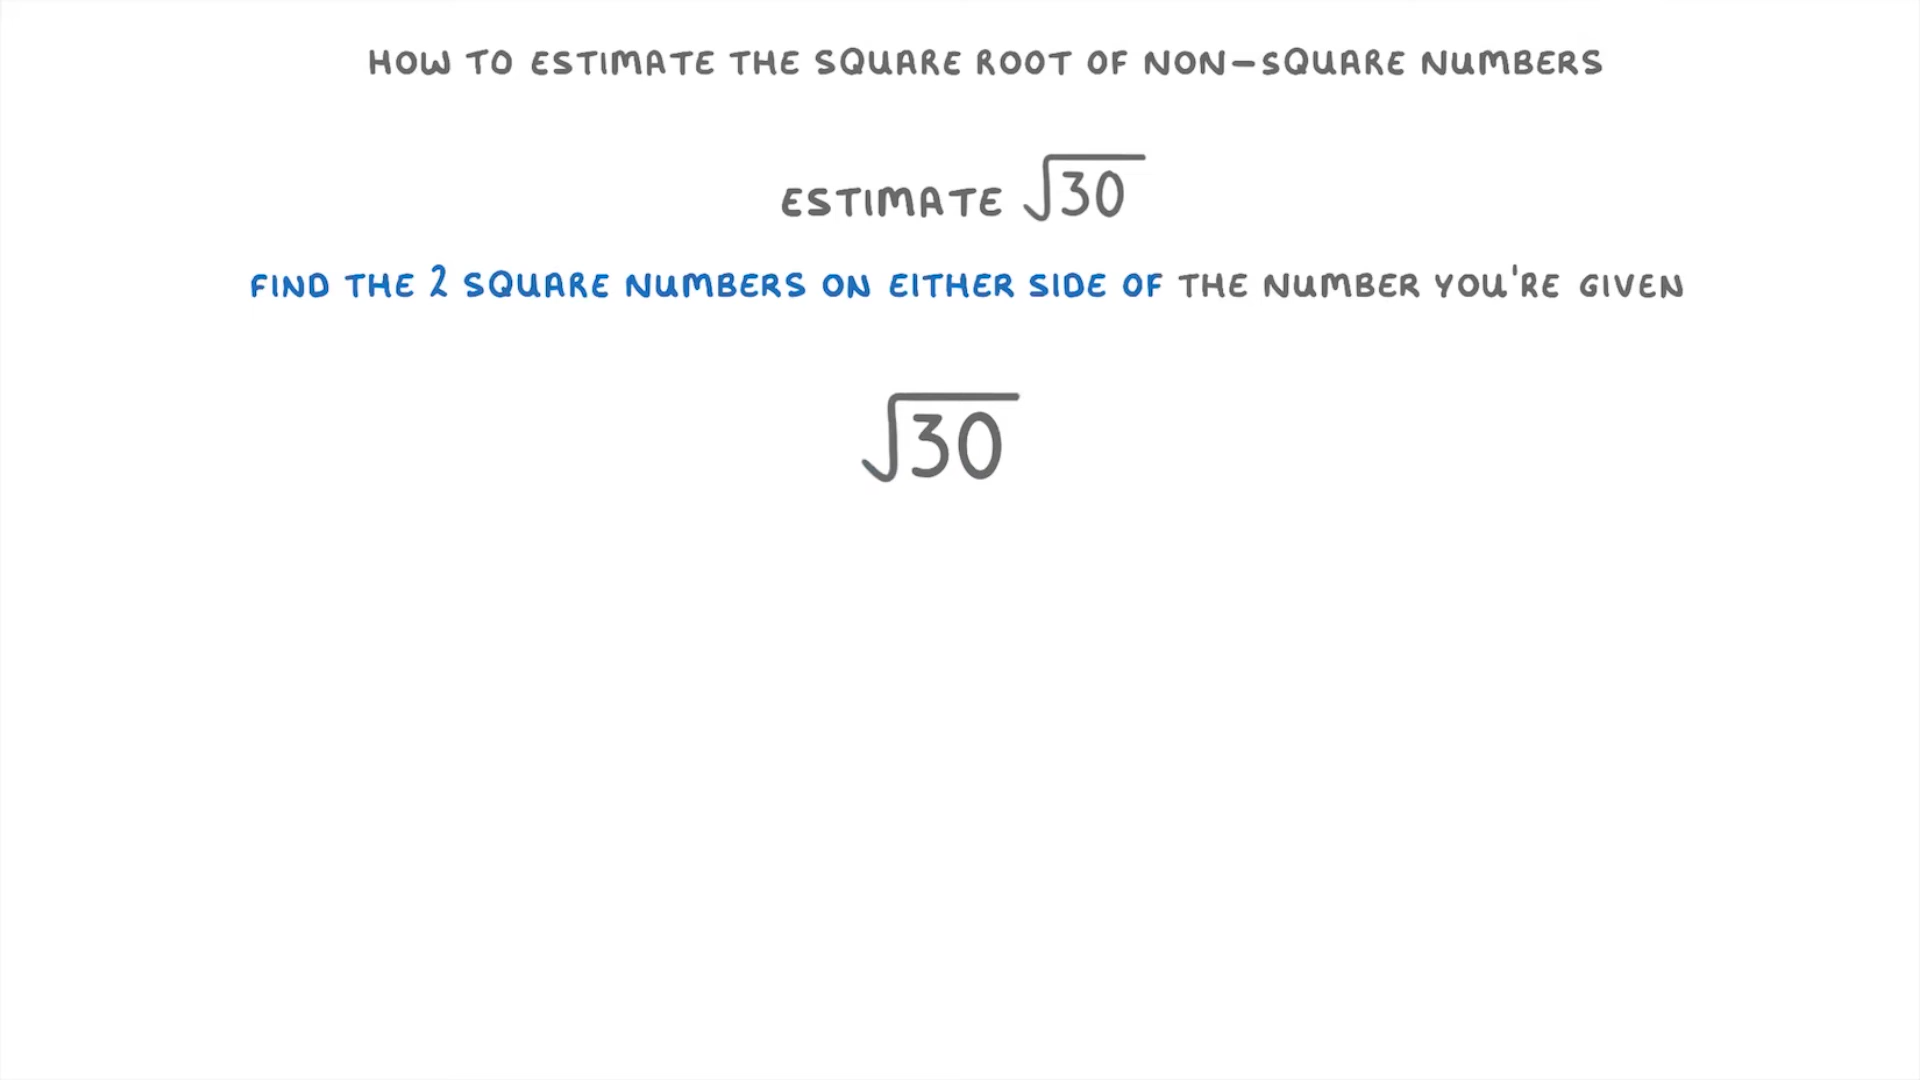 HOW TO ESTIMATE THE SQUARE ROOT OF NON-SQUARE NUMBERS
ESTIMATE √30
FIND THE 2 SQUARE NUMBERS ON EITHER SIDE OF THE NUMBER YOU'RE GIVEN
√30